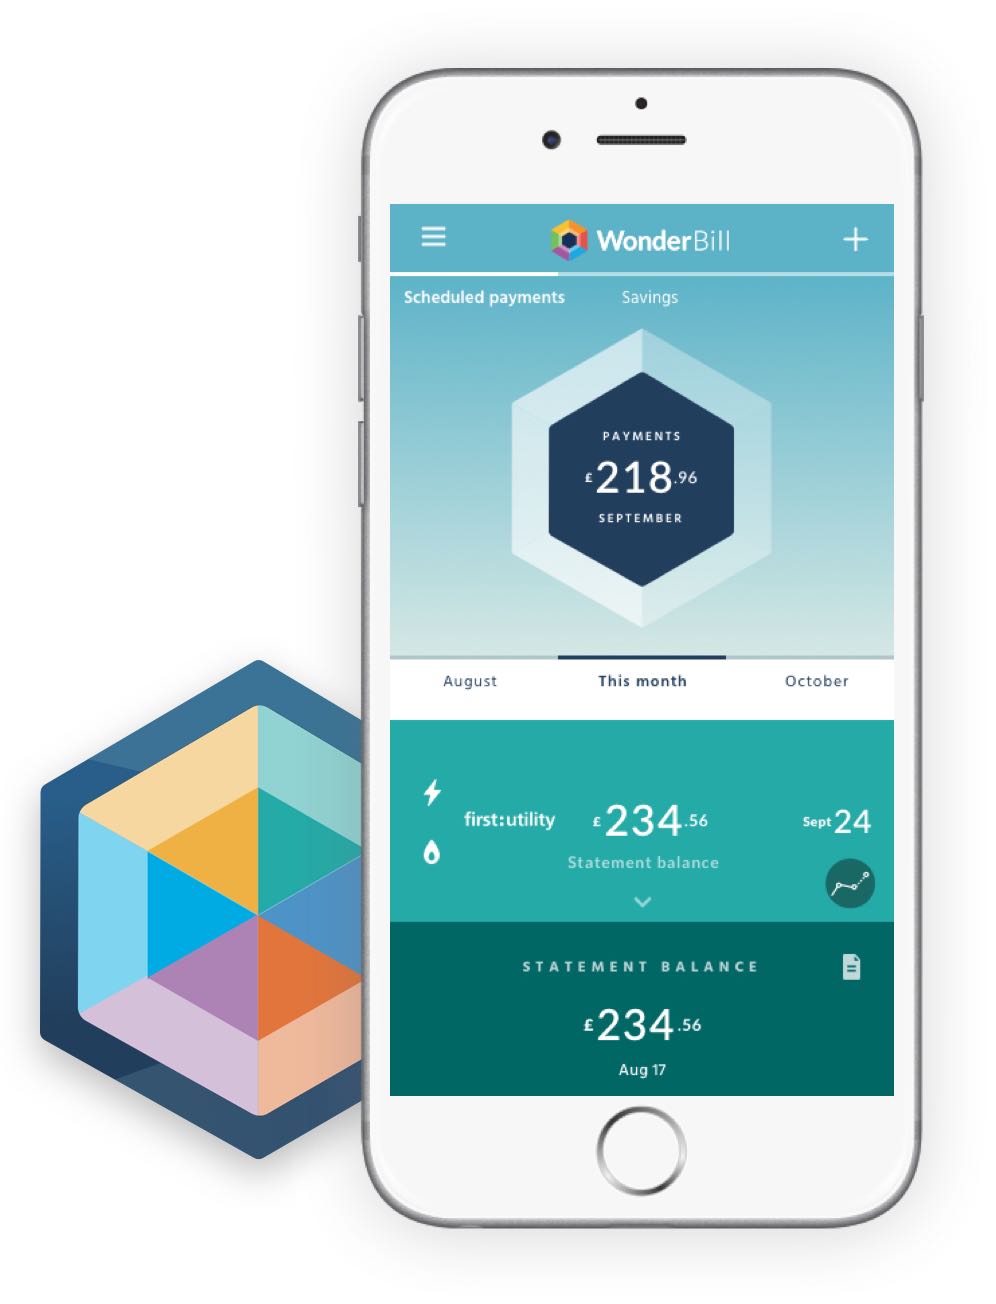 WonderBill
Scheduled payments Savings
PAYMENTS
£218.96
SEPTEMBER
August This month October
first:utility £234.56 Sept 24
Statement balance
STATEMENT BALANCE
£234.56
Aug 17